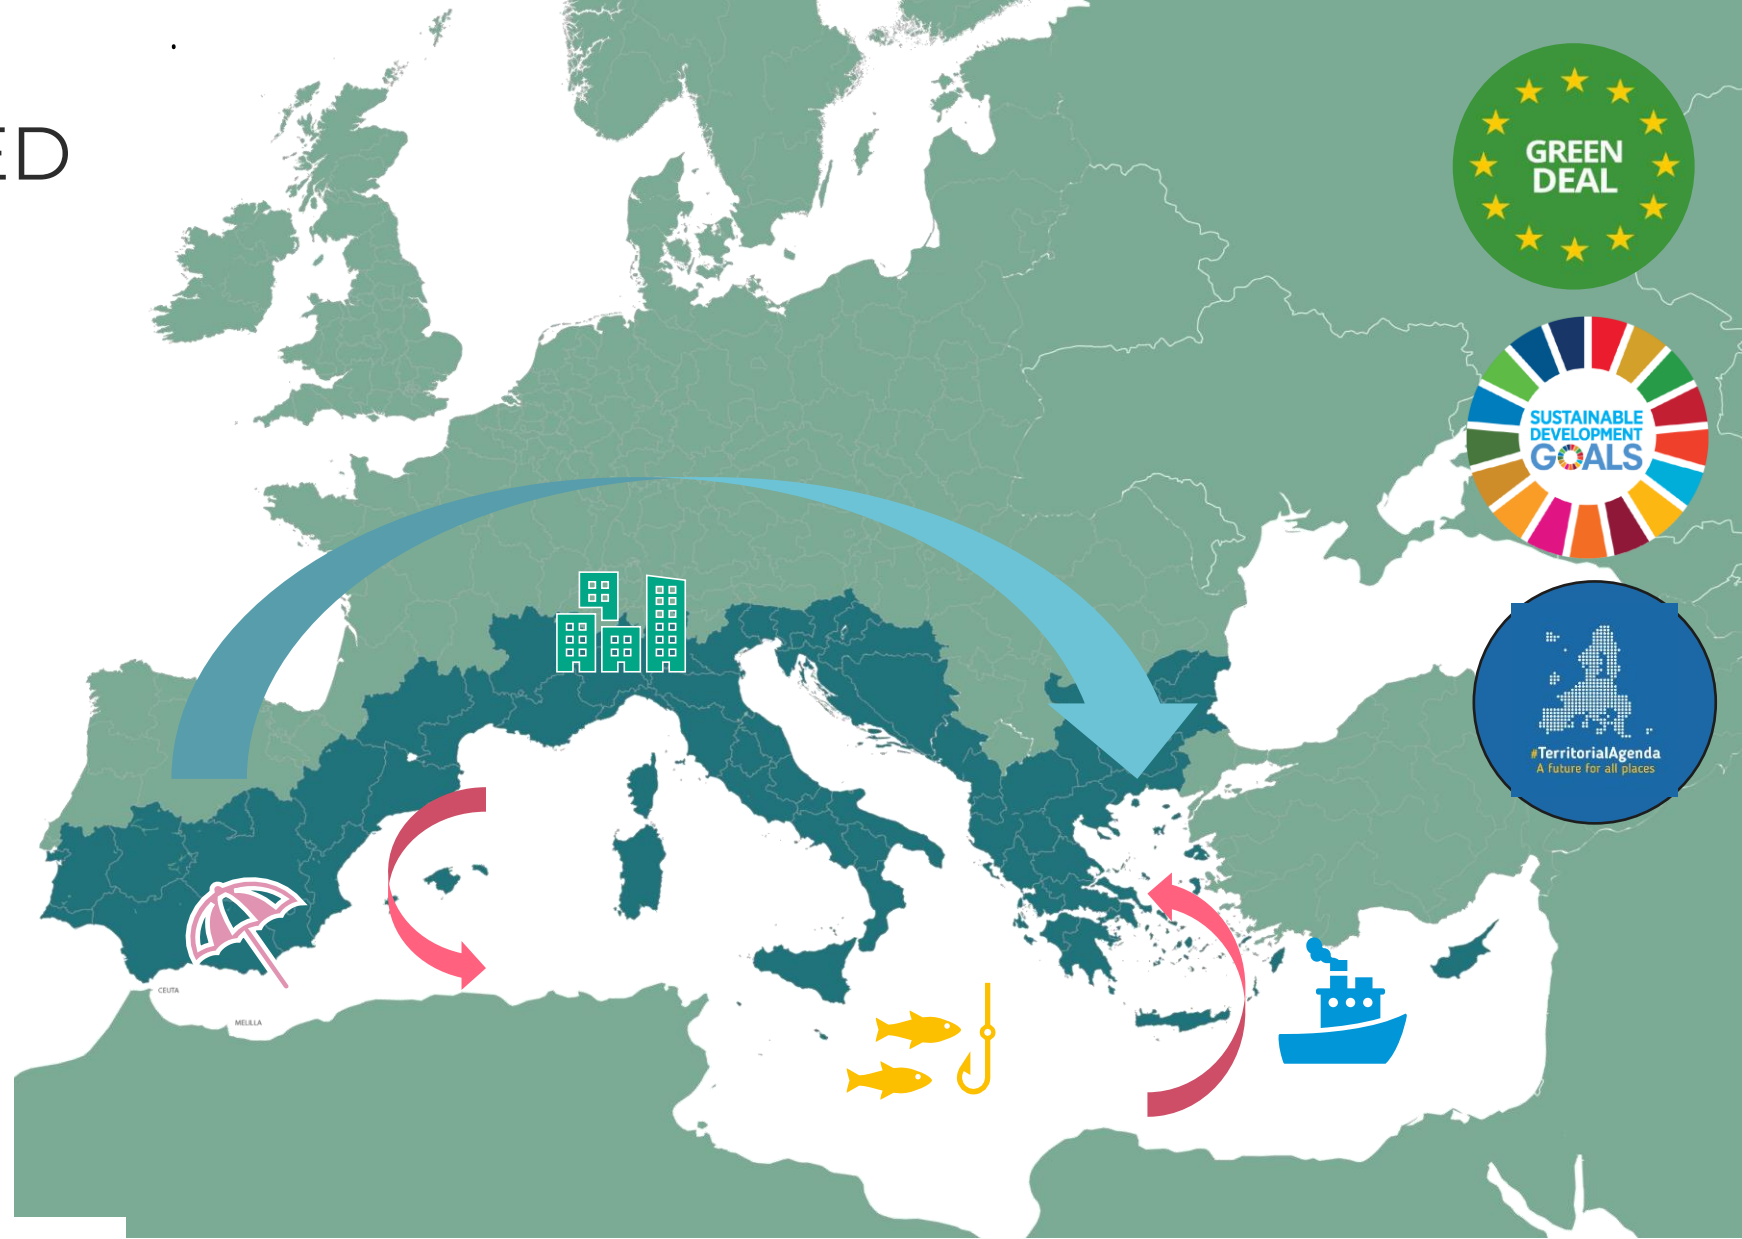 ED
GREEN
DEAL
SUSTAINABLE
DEVELOPMENT
GOALS
#TerritorialAgenda
A future for all places
CEUTA
MELILLA